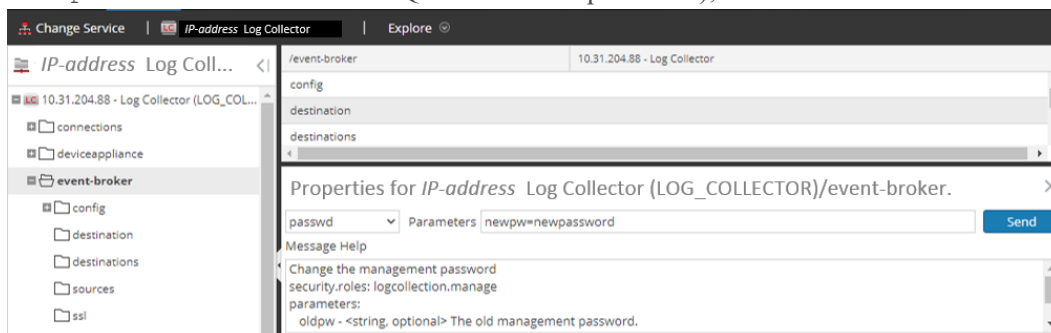 Change Service | LC IP-address Log Collector | Explore
IP-address Log Coll...
LC 10.31.204.88 - Log Collector (LOG_COL...
connections
deviceappliance
event-broker
config
destination
destinations
sources
ssl
/event-broker 10.31.204.88 - Log Collector
config
destination
destinations
Properties for IP-address Log Collector (LOG_COLLECTOR)/event-broker.
passwd Parameters newpw=newpassword Send
Message Help
Change the management password
security.roles: logcollection.manage
parameters:
oldpw - <string, optional> The old management password.